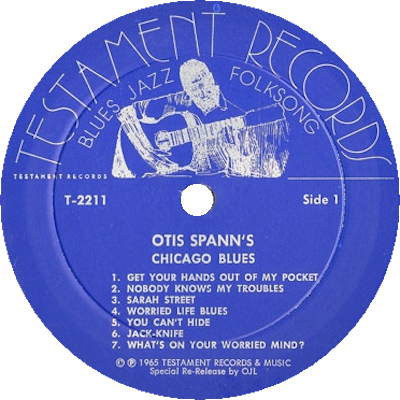 TESTAMENT RECORDS
BLUES JAZZ FOLKSONG
TESTAMENT RECORDS
T-2211
Side 1
OTIS SPANN'S
CHICAGO BLUES
1. GET YOUR HANDS OUT OF MY POCKET
2. NOBODY KNOWS MY TROUBLES
3. SARAH STREET
4. WORRIED LIFE BLUES
5. YOU CAN'T HIDE
6. JACK-KNIFE
7. WHAT'S ON YOUR WORRIED MIND?
© ℗ 1965 TESTAMENT RECORDS & MUSIC
Special Re-Release by OJL